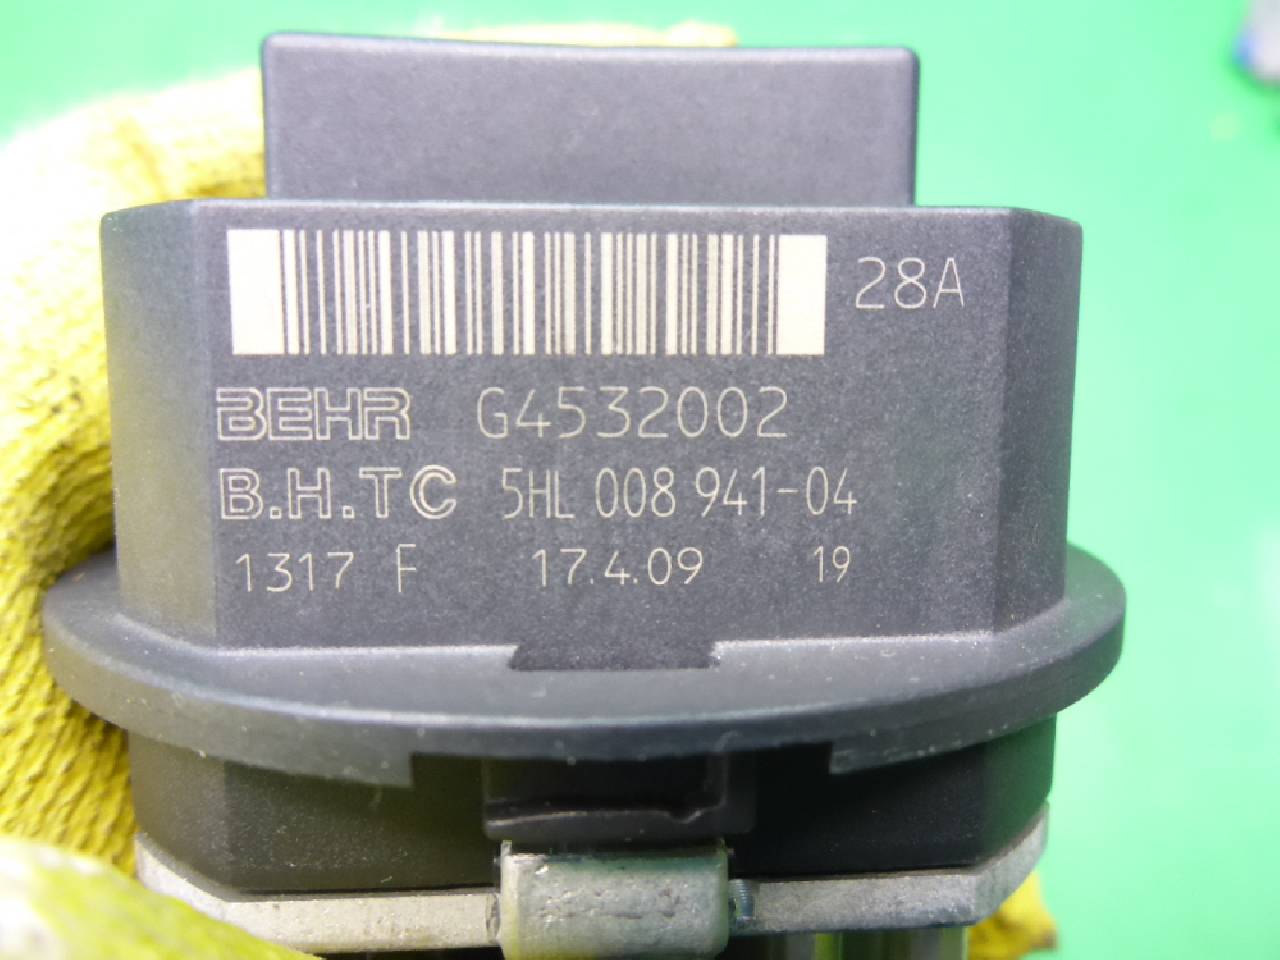 28A
BEHR G4532002
B.H.TC 5HL 008 941-04
1317 F 17.4.09 19